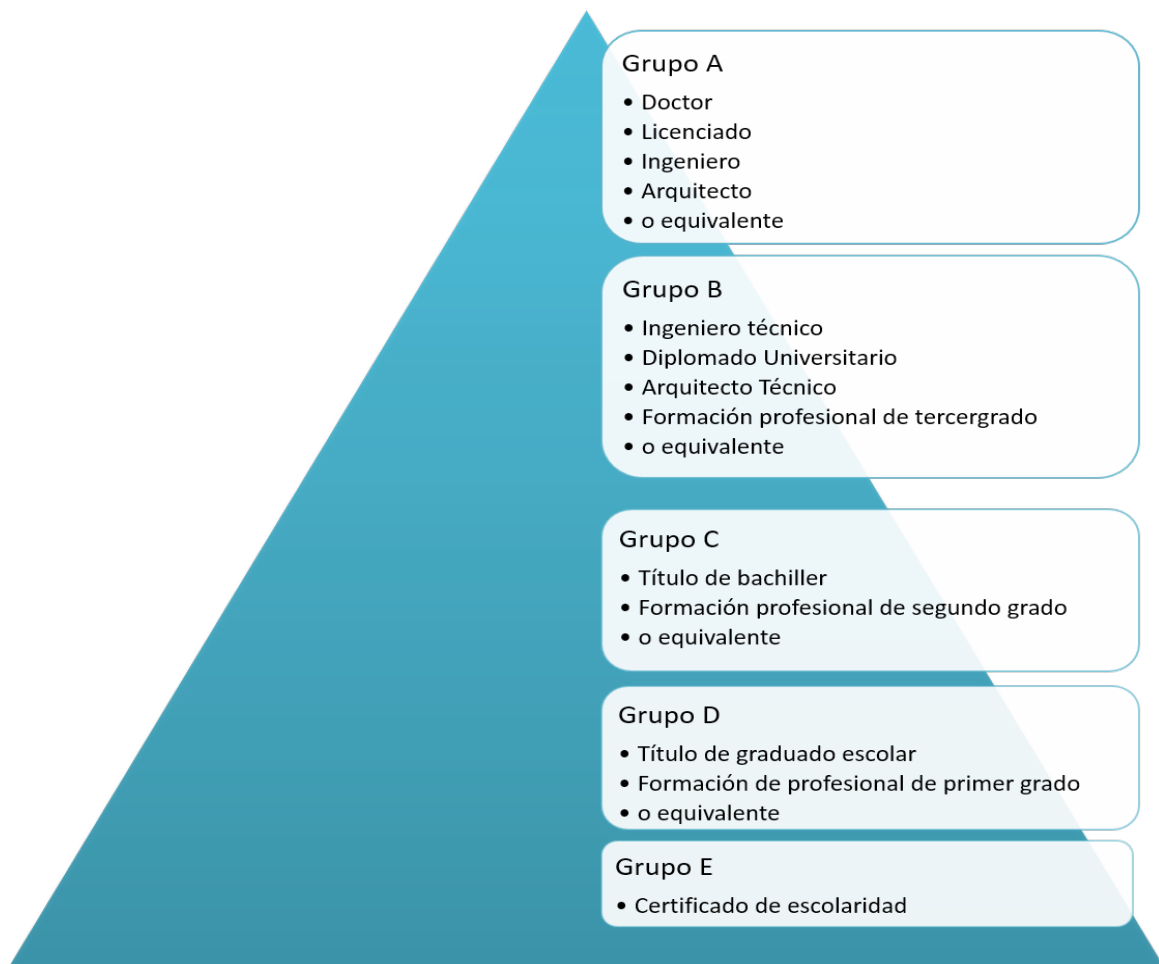 Grupo A
• Doctor
• Licenciado
• Ingeniero
• Arquitecto
• o equivalente
Grupo B
• Ingeniero técnico
• Diplomado Universitario
• Arquitecto Técnico
• Formación profesional de tercergrado
• o equivalente
Grupo C
• Título de bachiller
• Formación profesional de segundo grado
• o equivalente
Grupo D
• Título de graduado escolar
• Formación de profesional de primer grado
• o equivalente
Grupo E
• Certificado de escolaridad